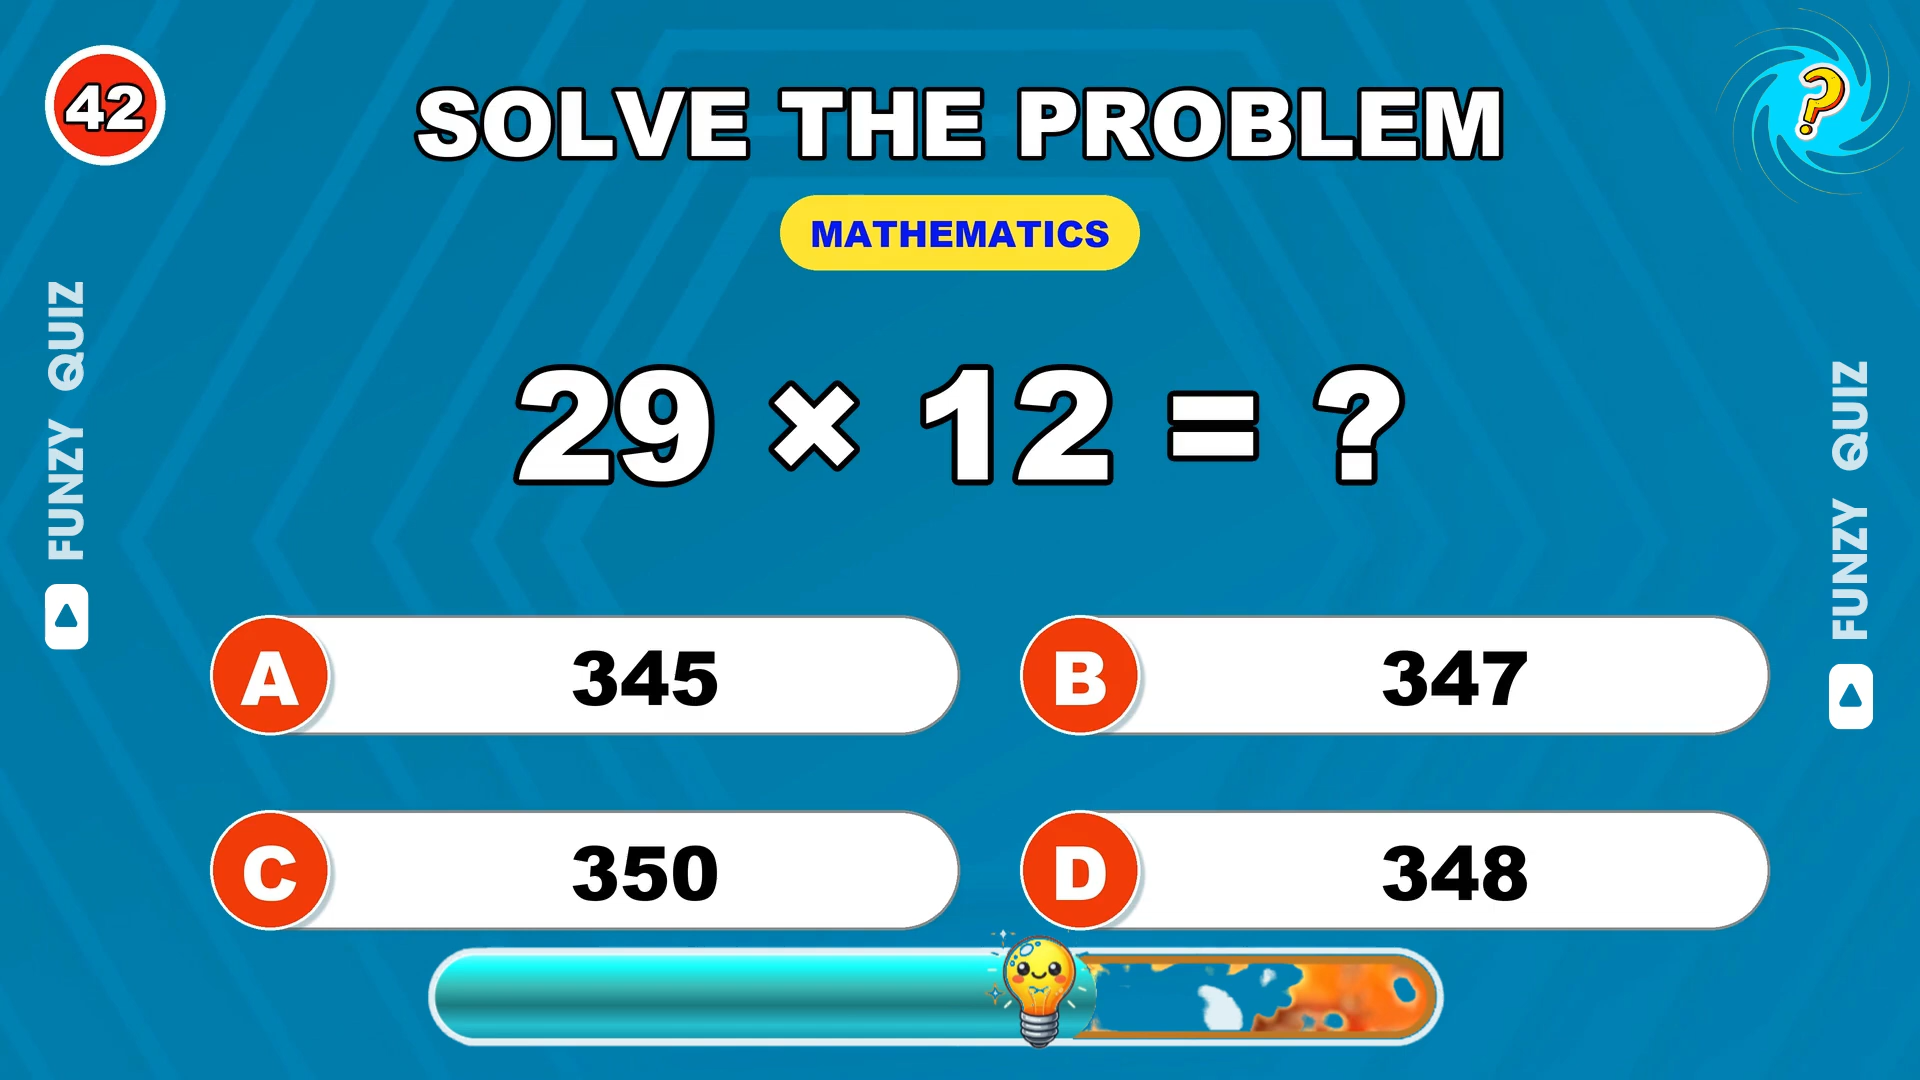 42
SOLVE THE PROBLEM
?
MATHEMATICS
FUNZY QUIZ
29 × 12 = ?
FUNZY QUIZ
A 345
B 347
C 350
D 348